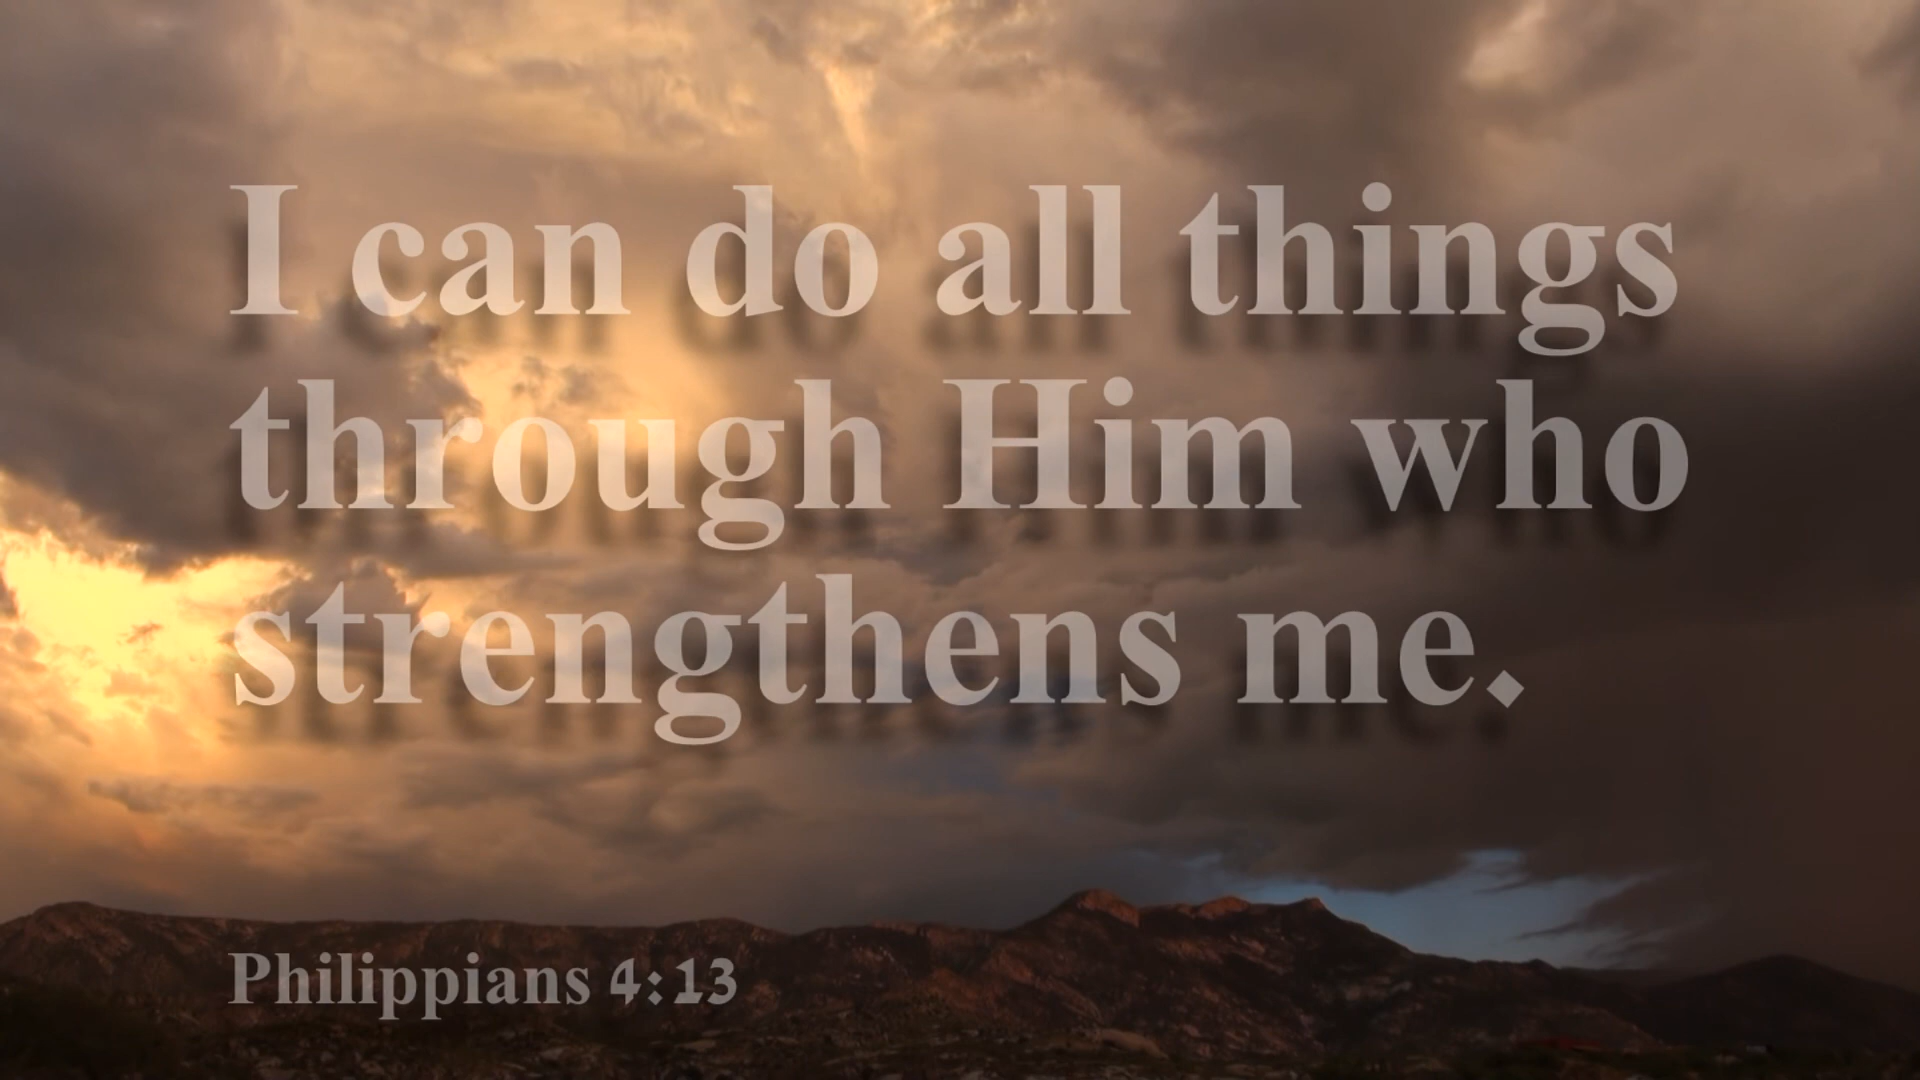 I can do all things
through Him who
strengthens me.
Philippians 4:13